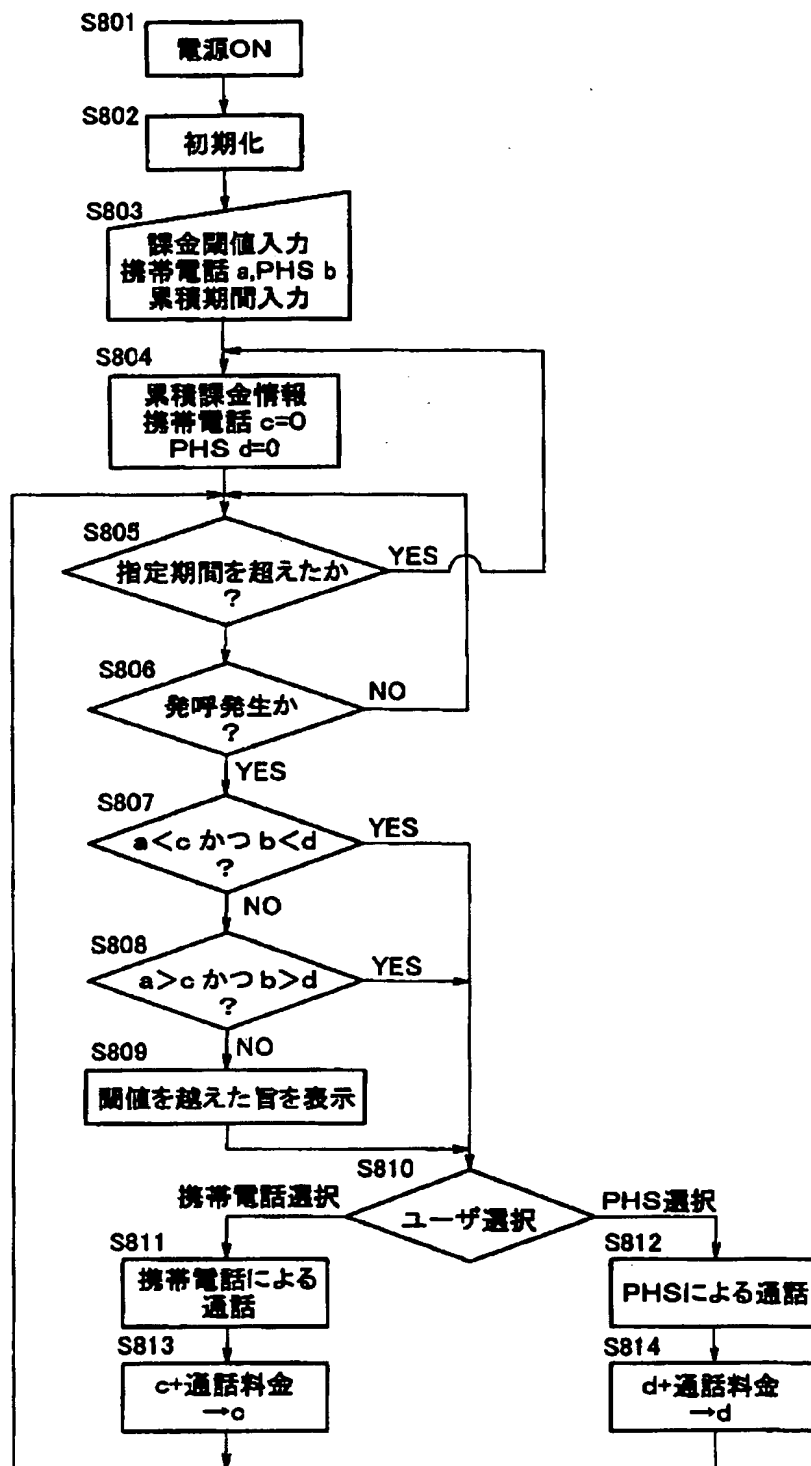 S801
電源ON
S802
初期化
S803
課金閾値入力
携帯電話 a,PHS b
累積期間入力
S804
累積課金情報
携帯電話 c=0
PHS d=0
S805
指定期間を超えたか
?
YES
S806
発呼発生か
?
NO
YES
S807
a<c かつ b<d
?
YES
NO
S808
a>c かつ b>d
?
YES
NO
S809
閾値を越えた旨を表示
S810
ユーザ選択
携帯電話選択
PHS選択
S811
携帯電話による
通話
S812
PHSによる通話
S813
c+通話料金
→c
S814
d+通話料金
→d